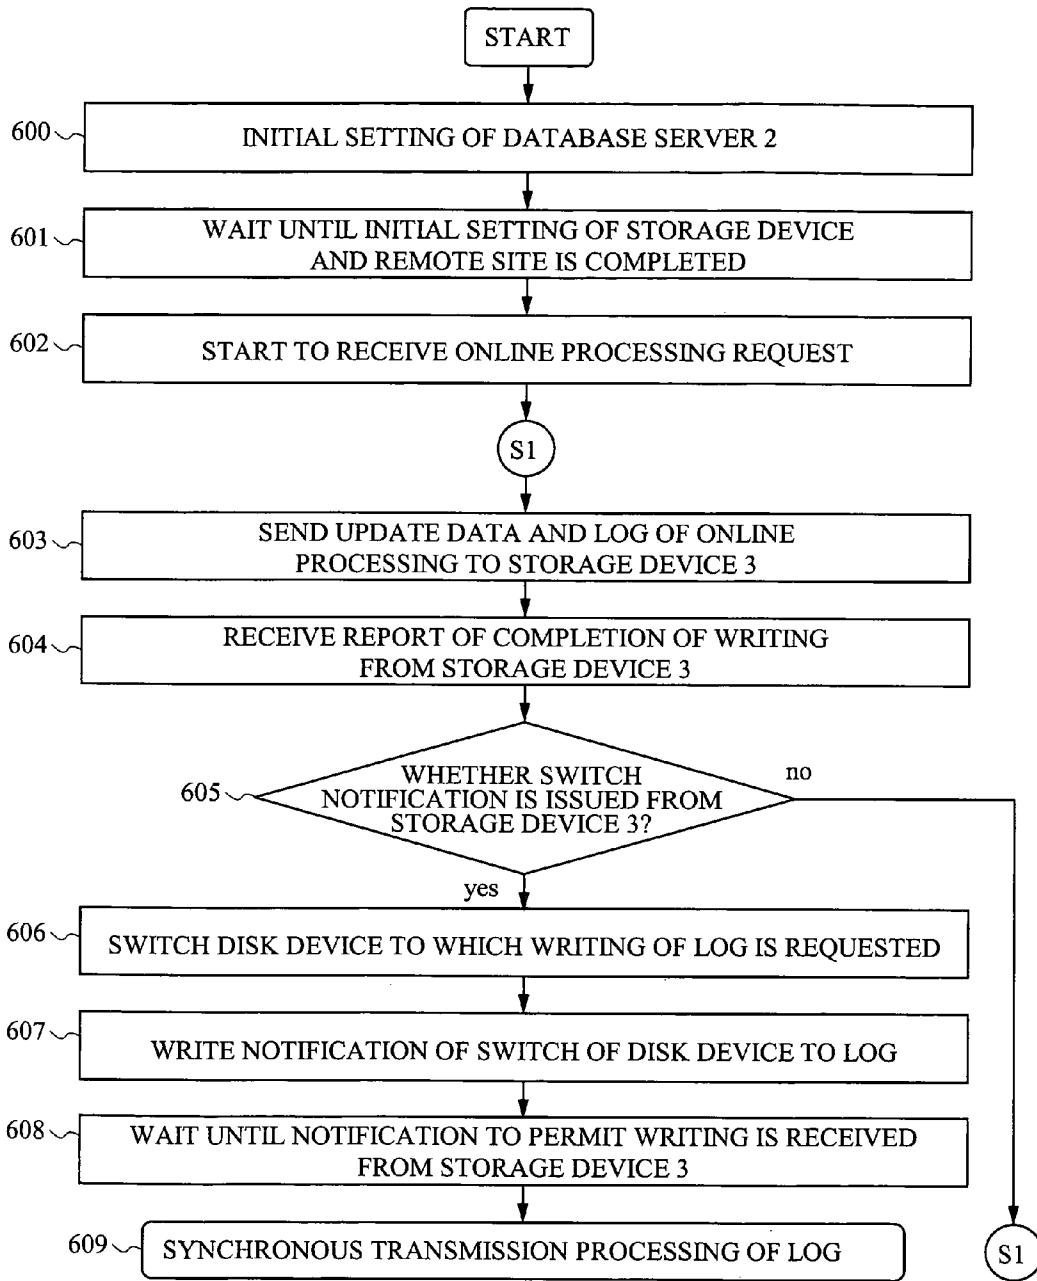 START
600
INITIAL SETTING OF DATABASE SERVER 2
601
WAIT UNTIL INITIAL SETTING OF STORAGE DEVICE
AND REMOTE SITE IS COMPLETED
602
START TO RECEIVE ONLINE PROCESSING REQUEST
S1
603
SEND UPDATE DATA AND LOG OF ONLINE
PROCESSING TO STORAGE DEVICE 3
604
RECEIVE REPORT OF COMPLETION OF WRITING
FROM STORAGE DEVICE 3
605
WHETHER SWITCH
NOTIFICATION IS ISSUED FROM
STORAGE DEVICE 3?
no
yes
606
SWITCH DISK DEVICE TO WHICH WRITING OF LOG IS REQUESTED
607
WRITE NOTIFICATION OF SWITCH OF DISK DEVICE TO LOG
608
WAIT UNTIL NOTIFICATION TO PERMIT WRITING IS RECEIVED
FROM STORAGE DEVICE 3
609
SYNCHRONOUS TRANSMISSION PROCESSING OF LOG
S1